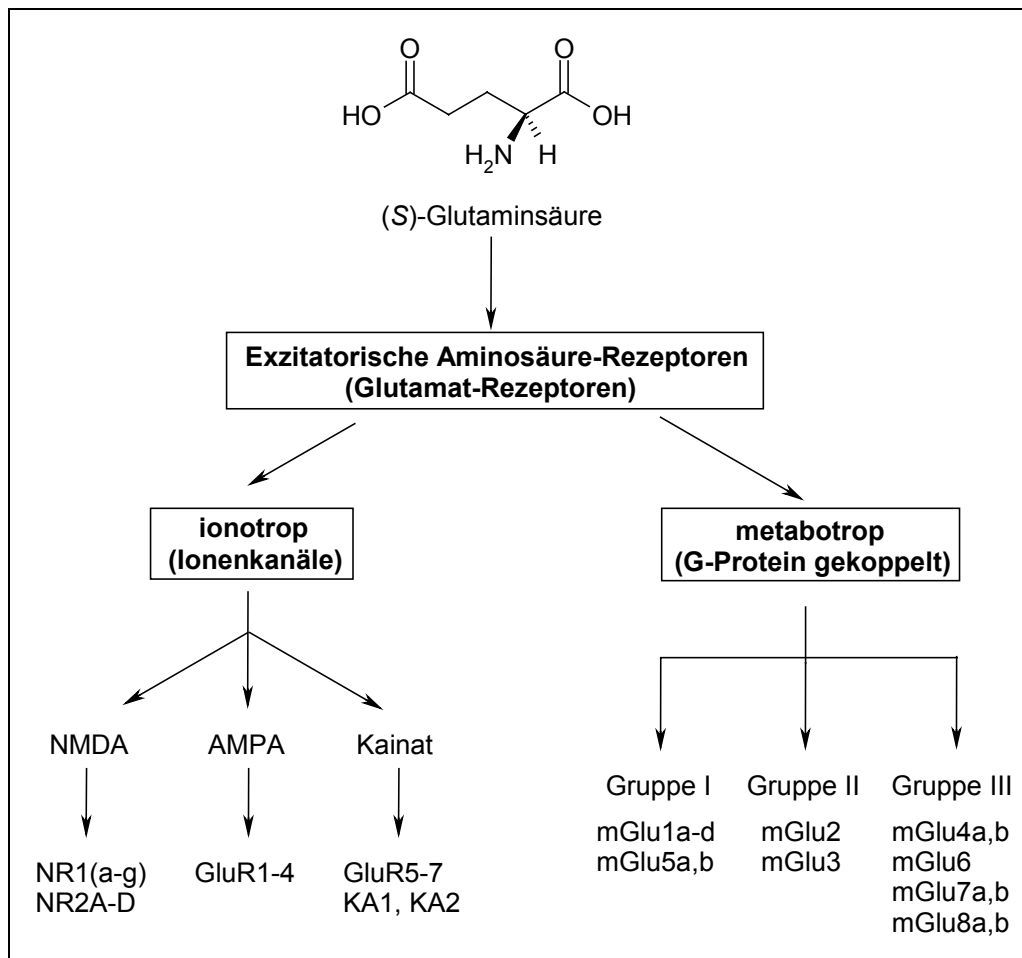 O
O
HO
OH
H2N
H
(S)-Glutaminsäure
Exzitatorische Aminosäure-Rezeptoren
(Glutamat-Rezeptoren)
ionotrop
(Ionenkanäle)
metabotrop
(G-Protein gekoppelt)
NMDA
AMPA
Kainat
NR1(a-g)
NR2A-D
GluR1-4
GluR5-7
KA1, KA2
Gruppe I
mGlu1a-d
mGlu5a,b
Gruppe II
mGlu2
mGlu3
Gruppe III
mGlu4a,b
mGlu6
mGlu7a,b
mGlu8a,b